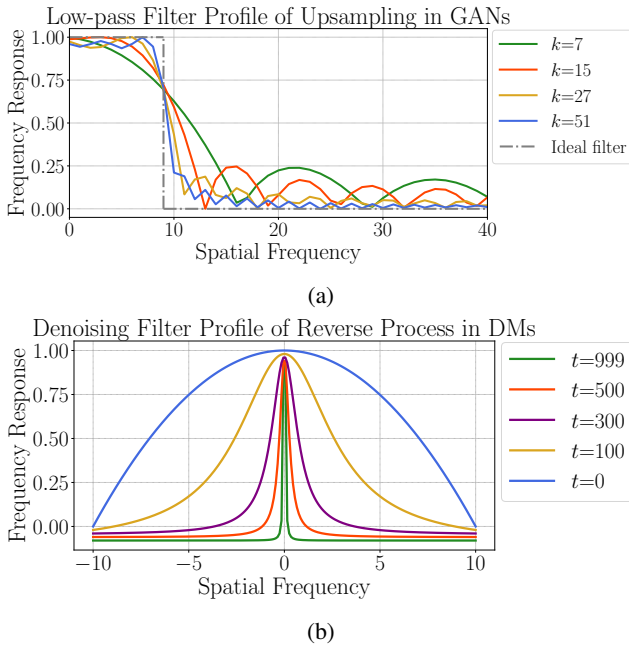 Low-pass Filter Profile of Upsampling in GANs
Frequency Response
1.00
0.75
0.50
0.25
0.00
0 10 20 30 40
Spatial Frequency
k=7
k=15
k=27
k=51
Ideal filter
(a)
Denoising Filter Profile of Reverse Process in DMs
Frequency Response
1.00
0.75
0.50
0.25
0.00
−10 −5 0 5 10
Spatial Frequency
t=999
t=500
t=300
t=100
t=0
(b)